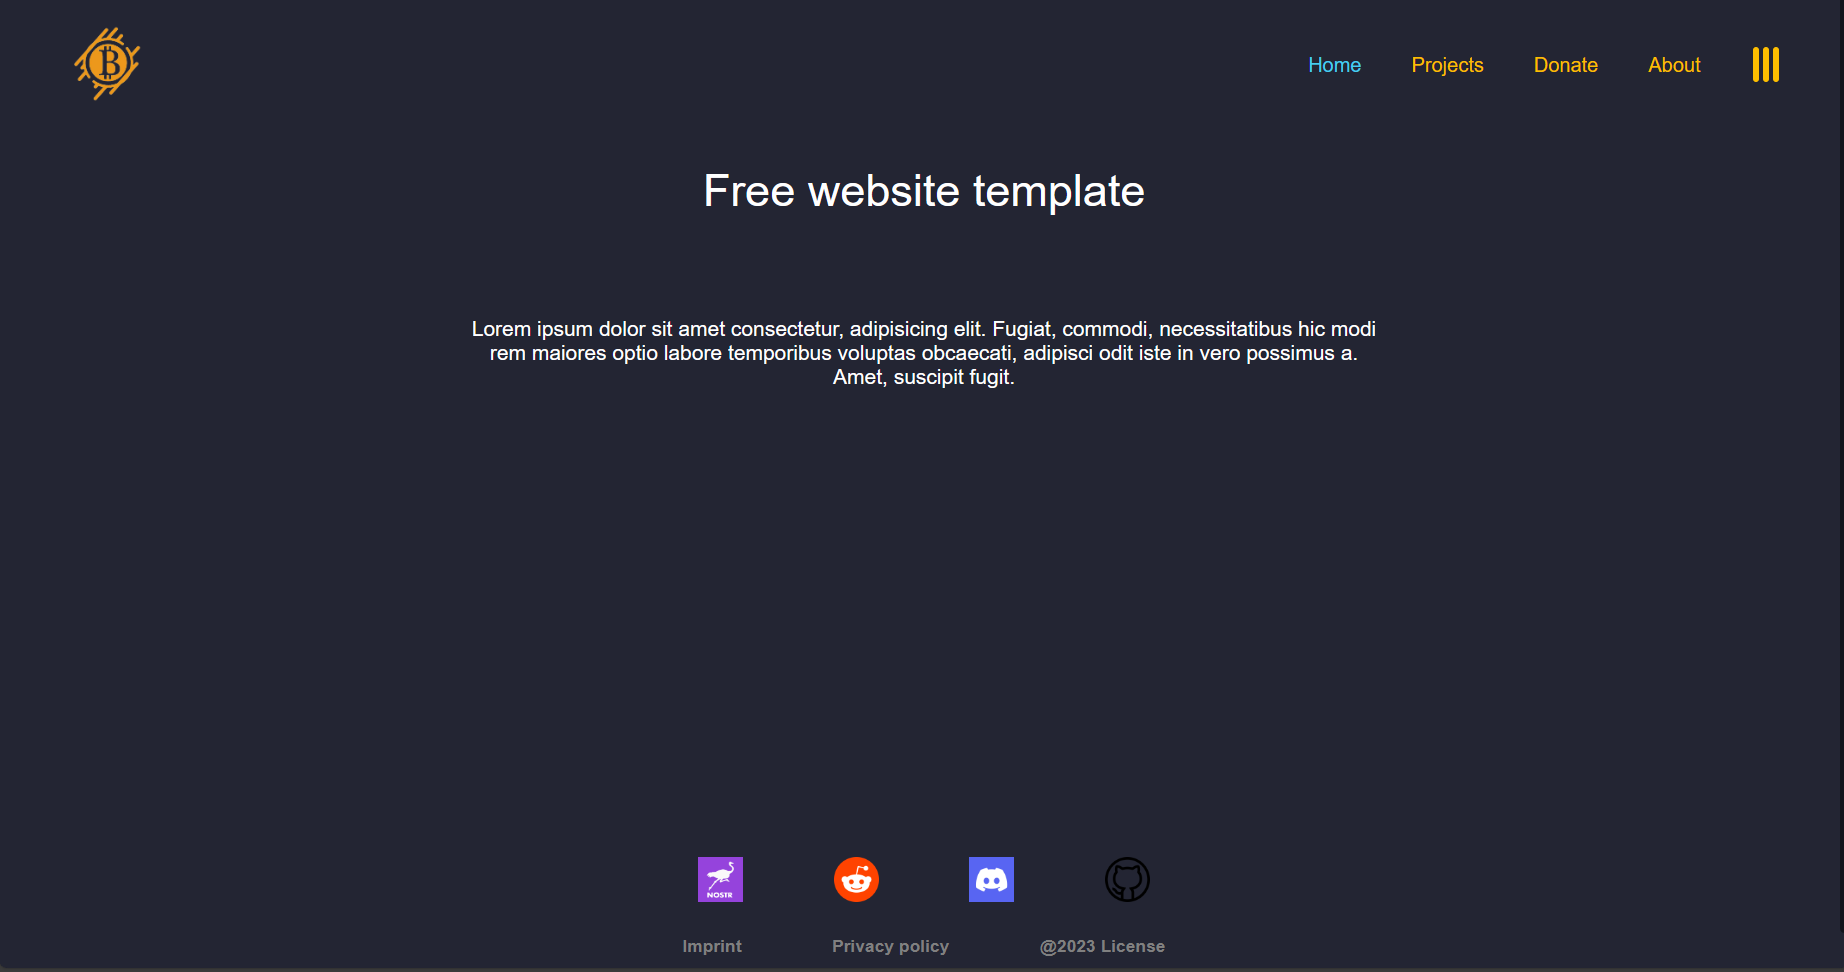 B
Home Projects Donate About
Free website template
Lorem ipsum dolor sit amet consectetur, adipisicing elit. Fugiat, commodi, necessitatibus hic modi
rem maiores optio labore temporibus voluptas obcaecati, adipisci odit iste in vero possimus a.
Amet, suscipit fugit.
NOSTR
Imprint Privacy policy @2023 License